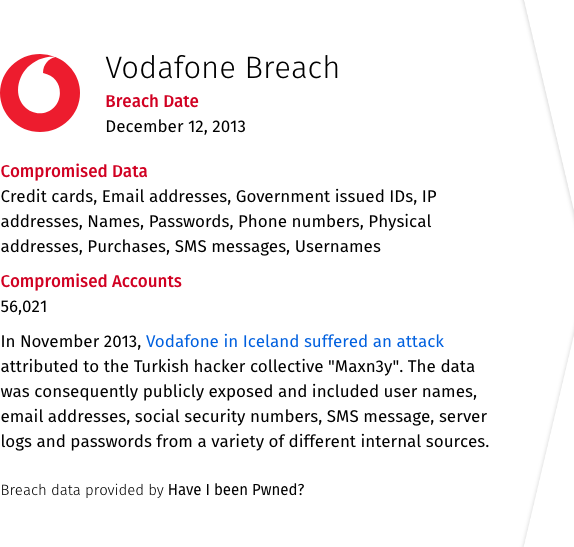 Vodafone Breach
Breach Date
December 12, 2013
Compromised Data
Credit cards, Email addresses, Government issued IDs, IP
addresses, Names, Passwords, Phone numbers, Physical
addresses, Purchases, SMS messages, Usernames
Compromised Accounts
56,021
In November 2013, Vodafone in Iceland suffered an attack
attributed to the Turkish hacker collective "Maxn3y". The data
was consequently publicly exposed and included user names,
email addresses, social security numbers, SMS message, server
logs and passwords from a variety of different internal sources.
Breach data provided by Have I been Pwned?